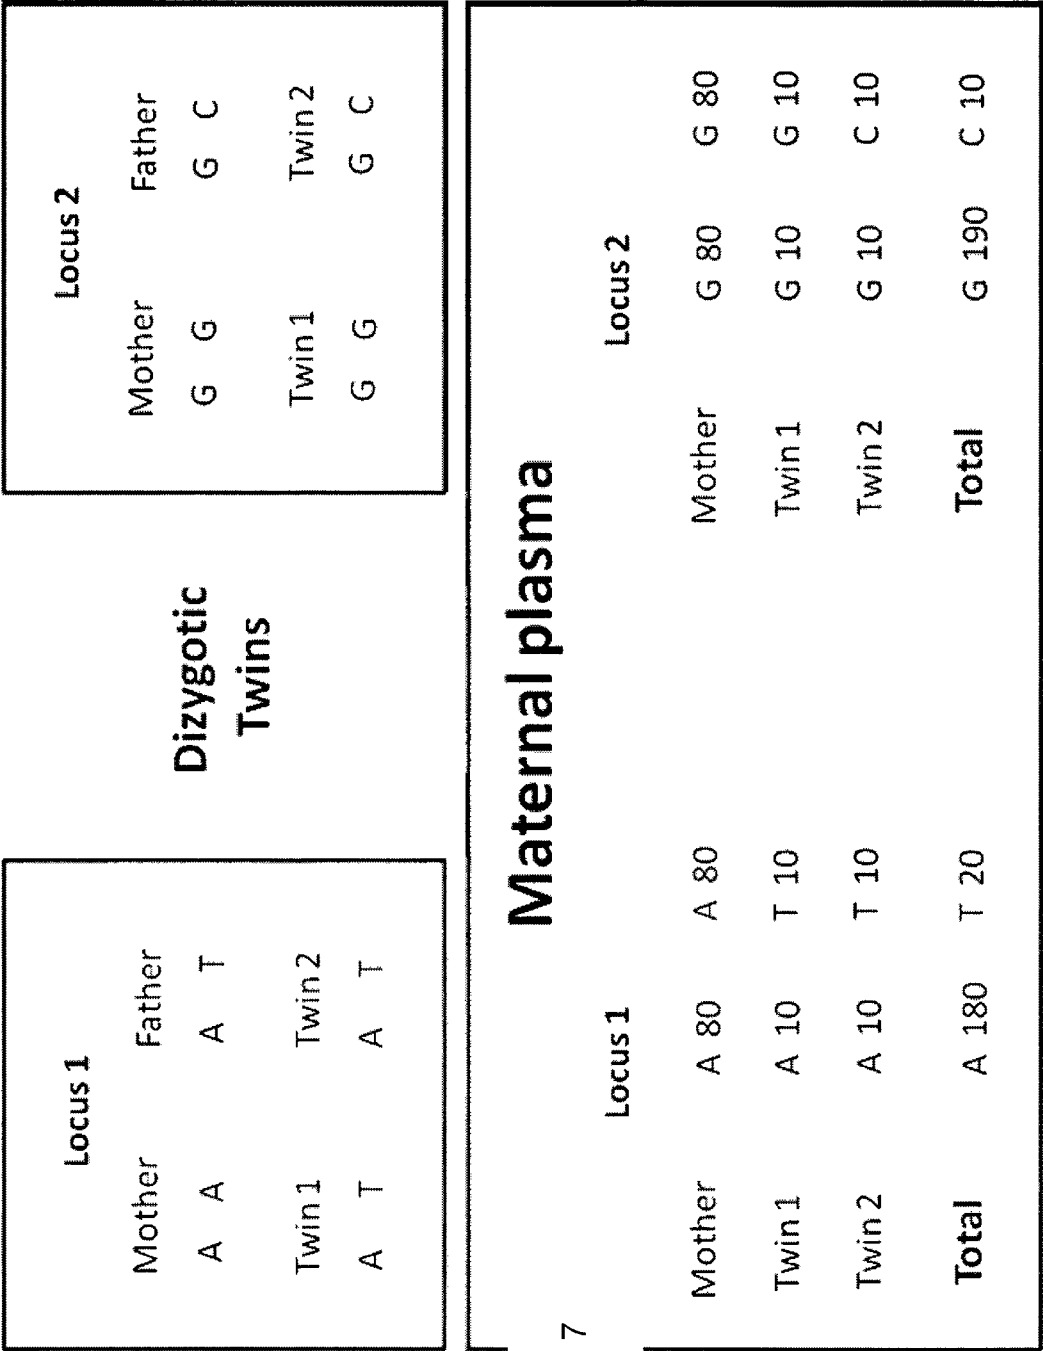 Locus 1
Mother Father
A A A T
Twin 1 Twin 2
A T A T
Dizygotic
Twins
Locus 2
Mother Father
G G G C
Twin 1 Twin 2
G G G C
Maternal plasma
Locus 1
Mother A 80 A 80
Twin 1 A 10 T 10
Twin 2 A 10 T 10
Total A 180 T 20
Locus 2
Mother G 80 G 80
Twin 1 G 10 G 10
Twin 2 G 10 C 10
Total G 190 C 10
7